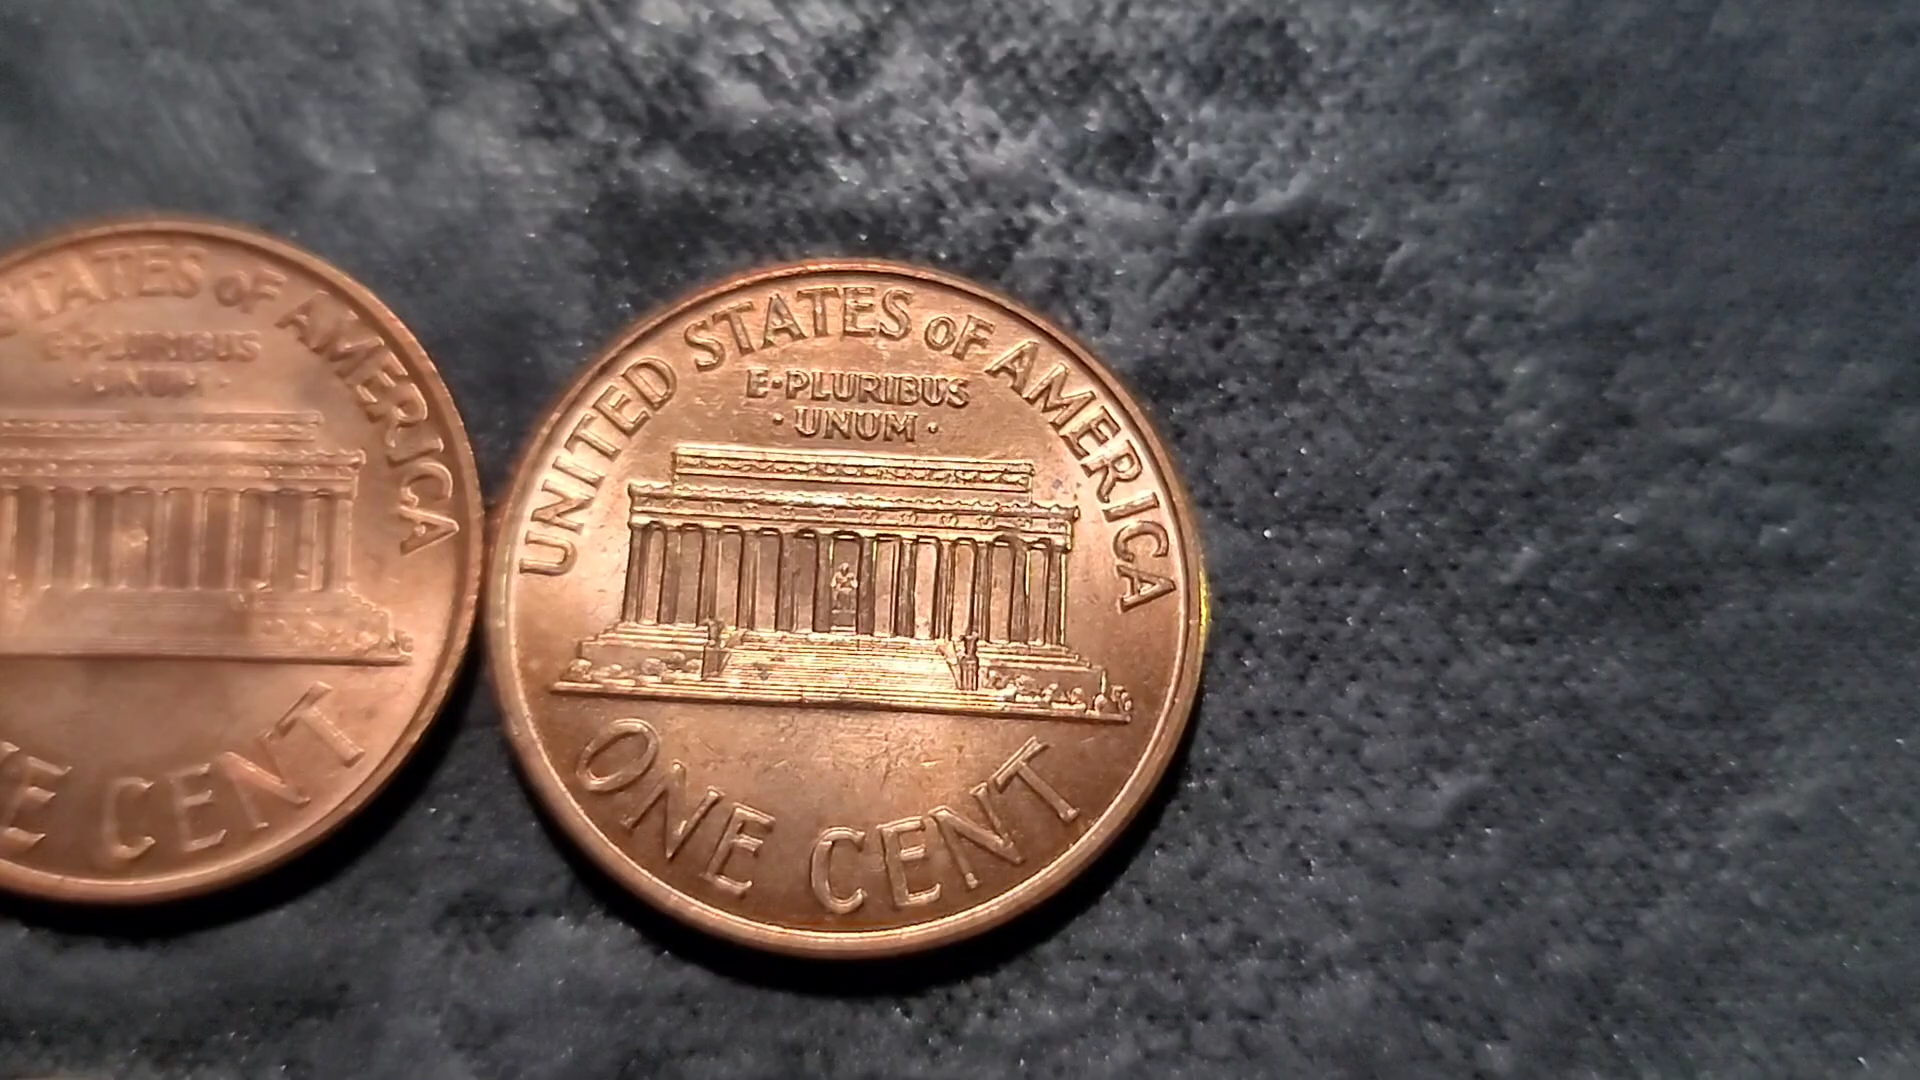 STATES OF AMERICA
E·PLURIBUS
·UNUM·
CENT
UNITED STATES OF AMERICA
E·PLURIBUS
·UNUM·
ONE CENT